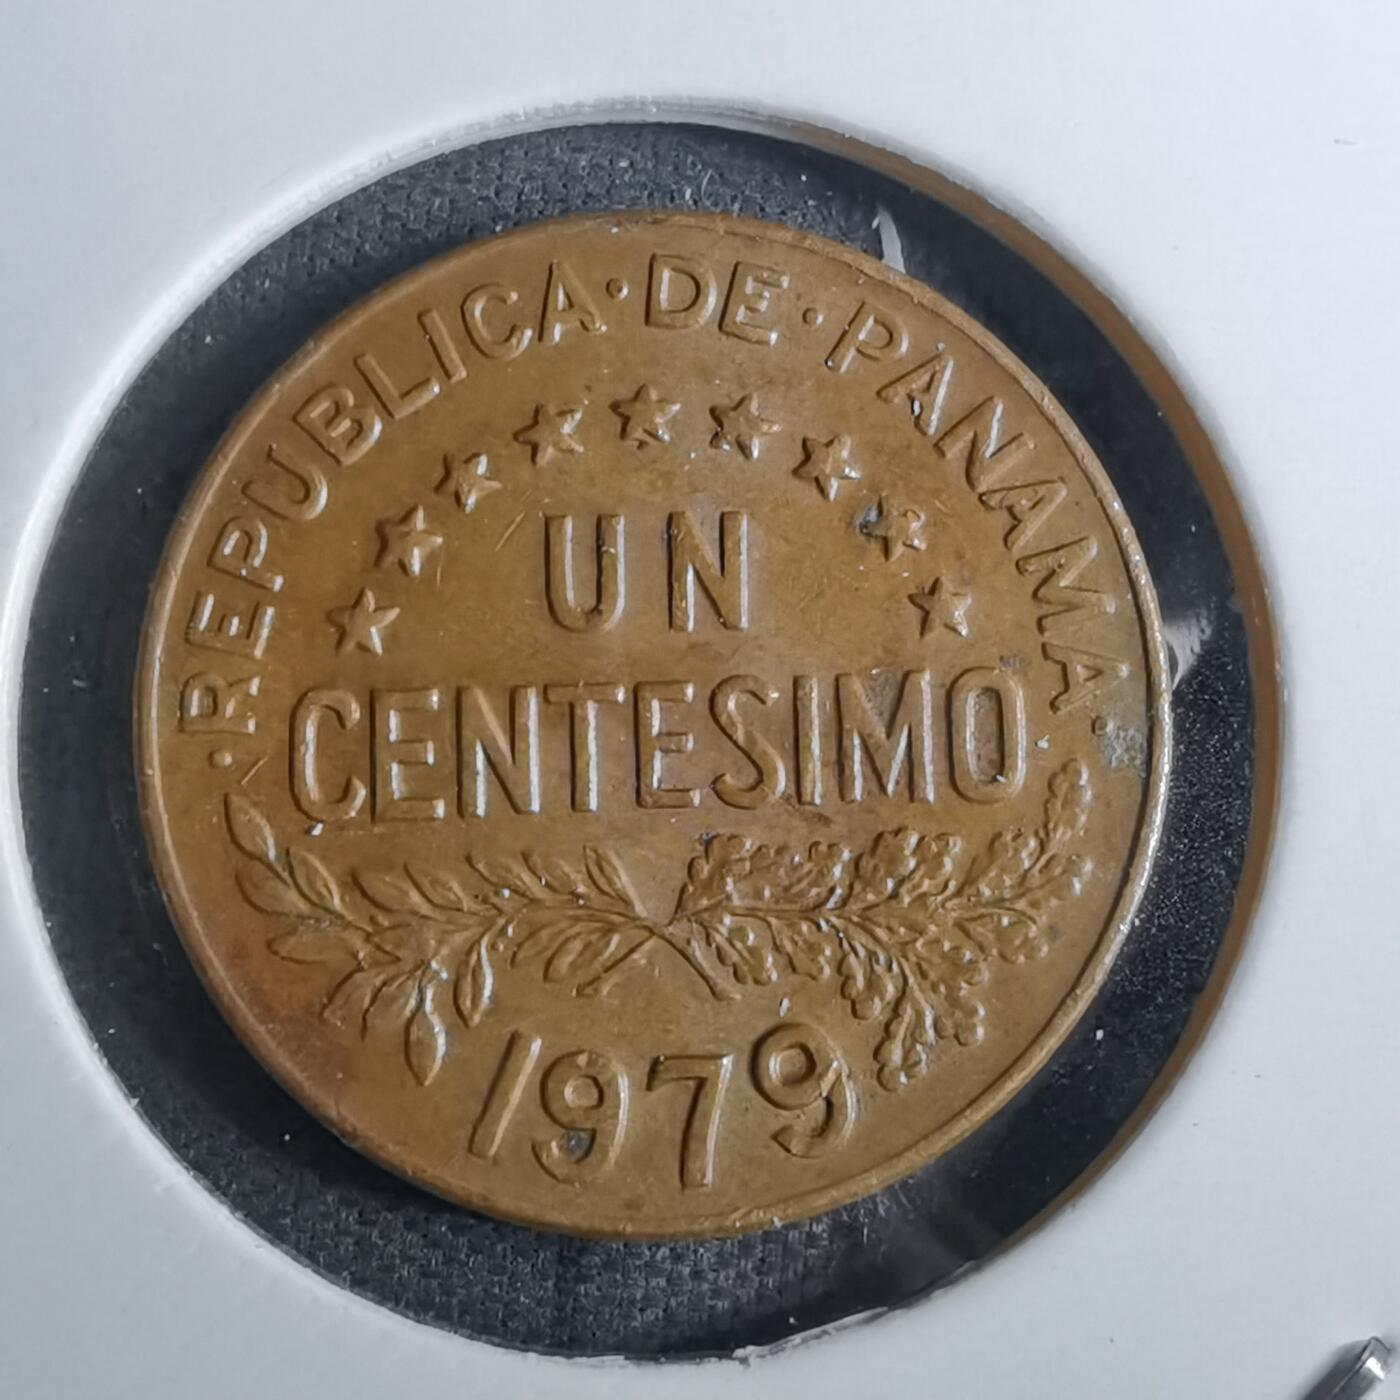 ·REPUBLICA·DE·PANAMA·
UN
CENTESIMO
1979